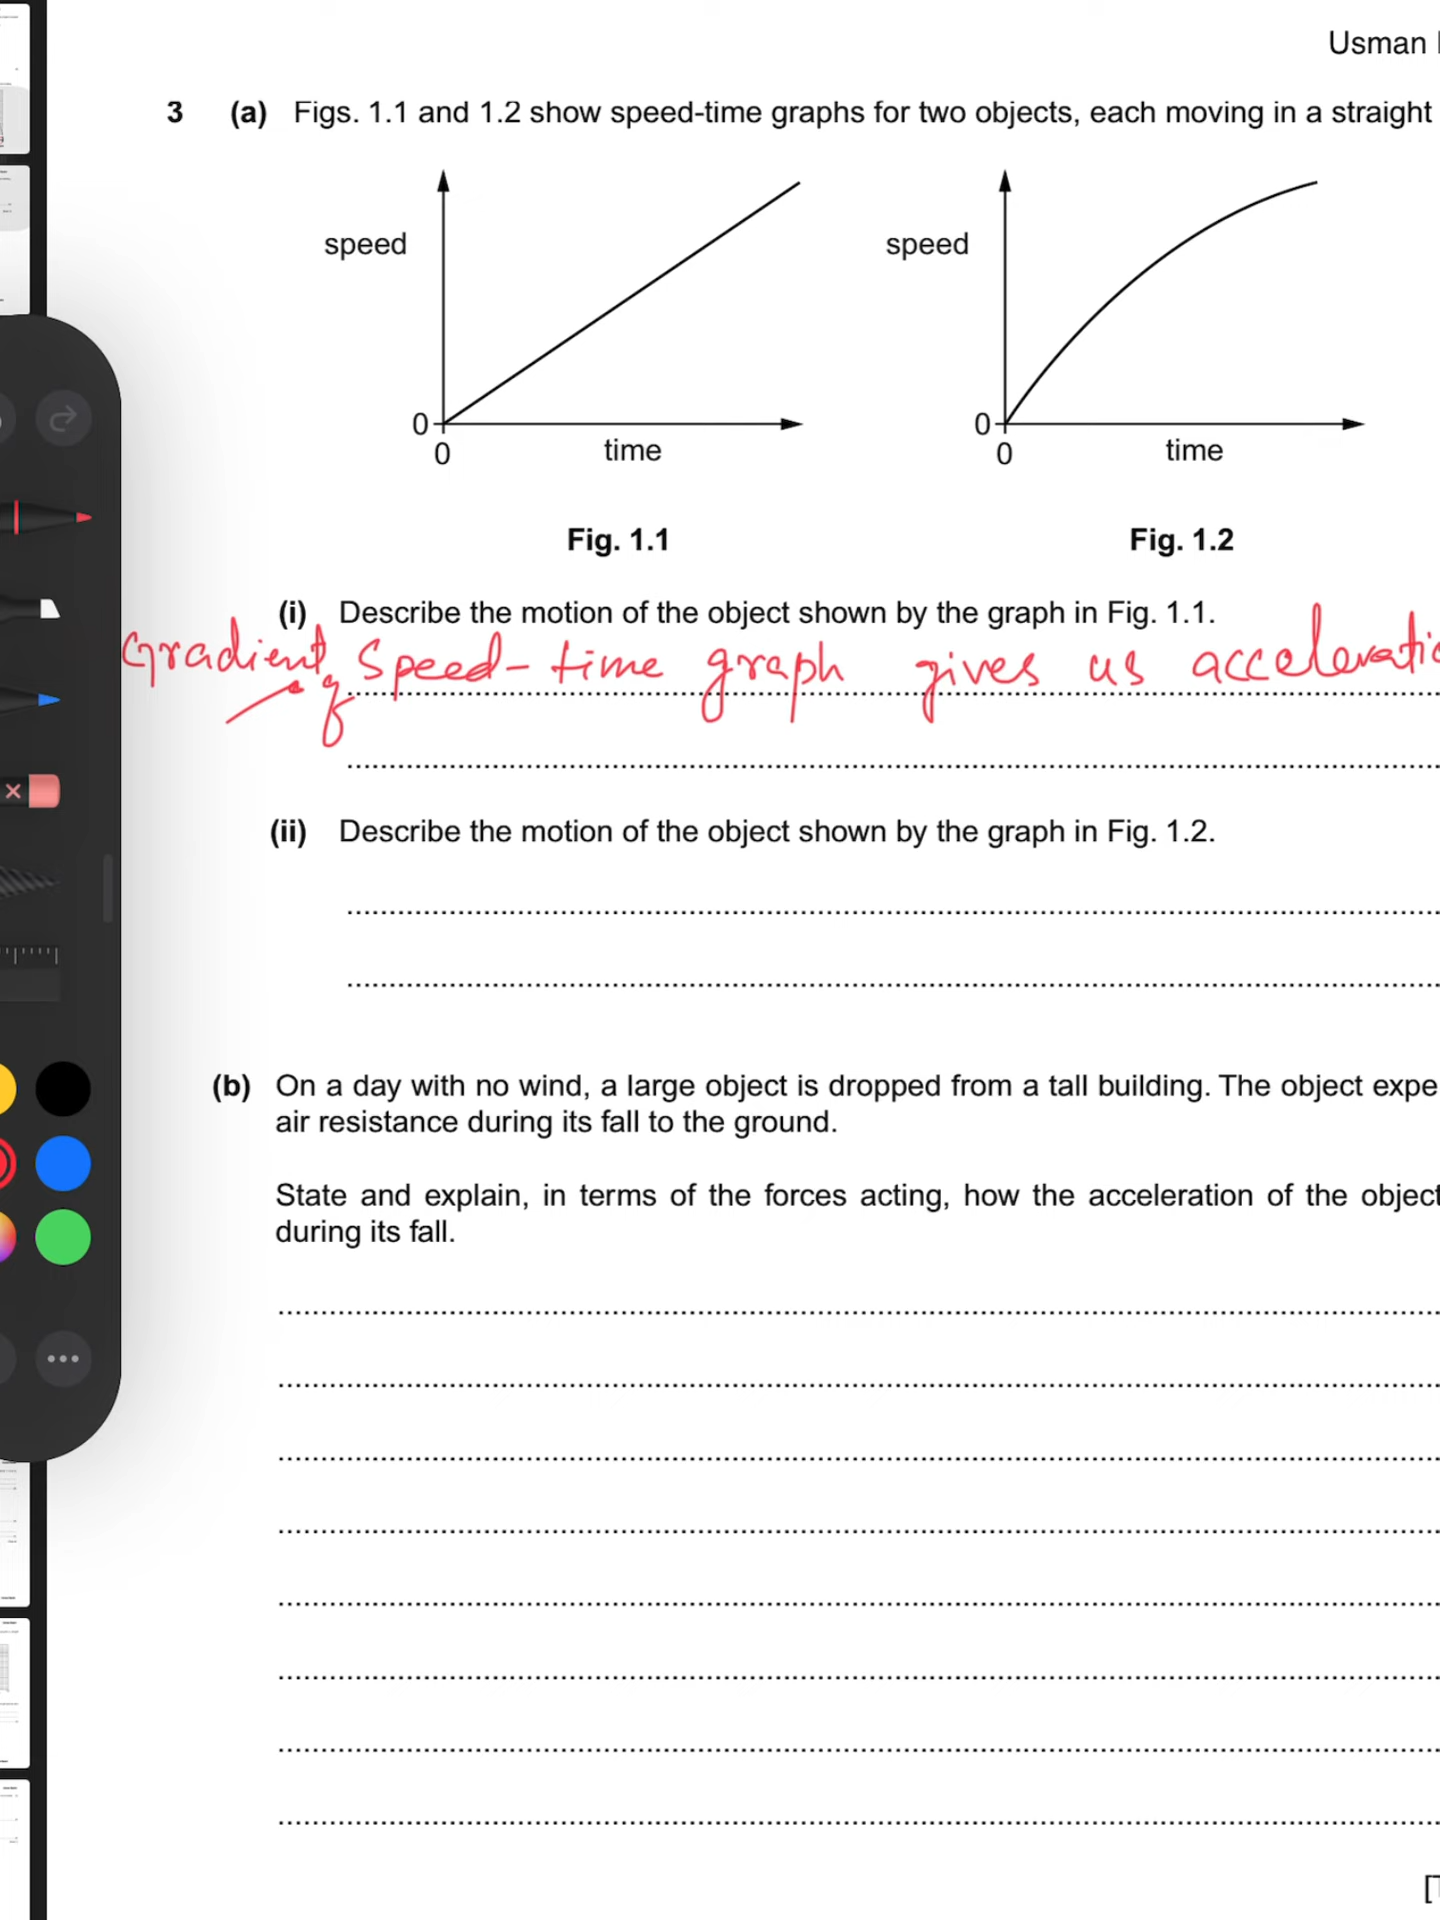 Usman
3 (a) Figs. 1.1 and 1.2 show speed-time graphs for two objects, each moving in a straight
speed
speed
0
0
0
time
0
time
Fig. 1.1
Fig. 1.2
(i) Describe the motion of the object shown by the graph in Fig. 1.1.
Gradient of Speed-time graph gives us acceleratio
(ii) Describe the motion of the object shown by the graph in Fig. 1.2.
(b) On a day with no wind, a large object is dropped from a tall building. The object expe
air resistance during its fall to the ground.
State and explain, in terms of the forces acting, how the acceleration of the object
during its fall.